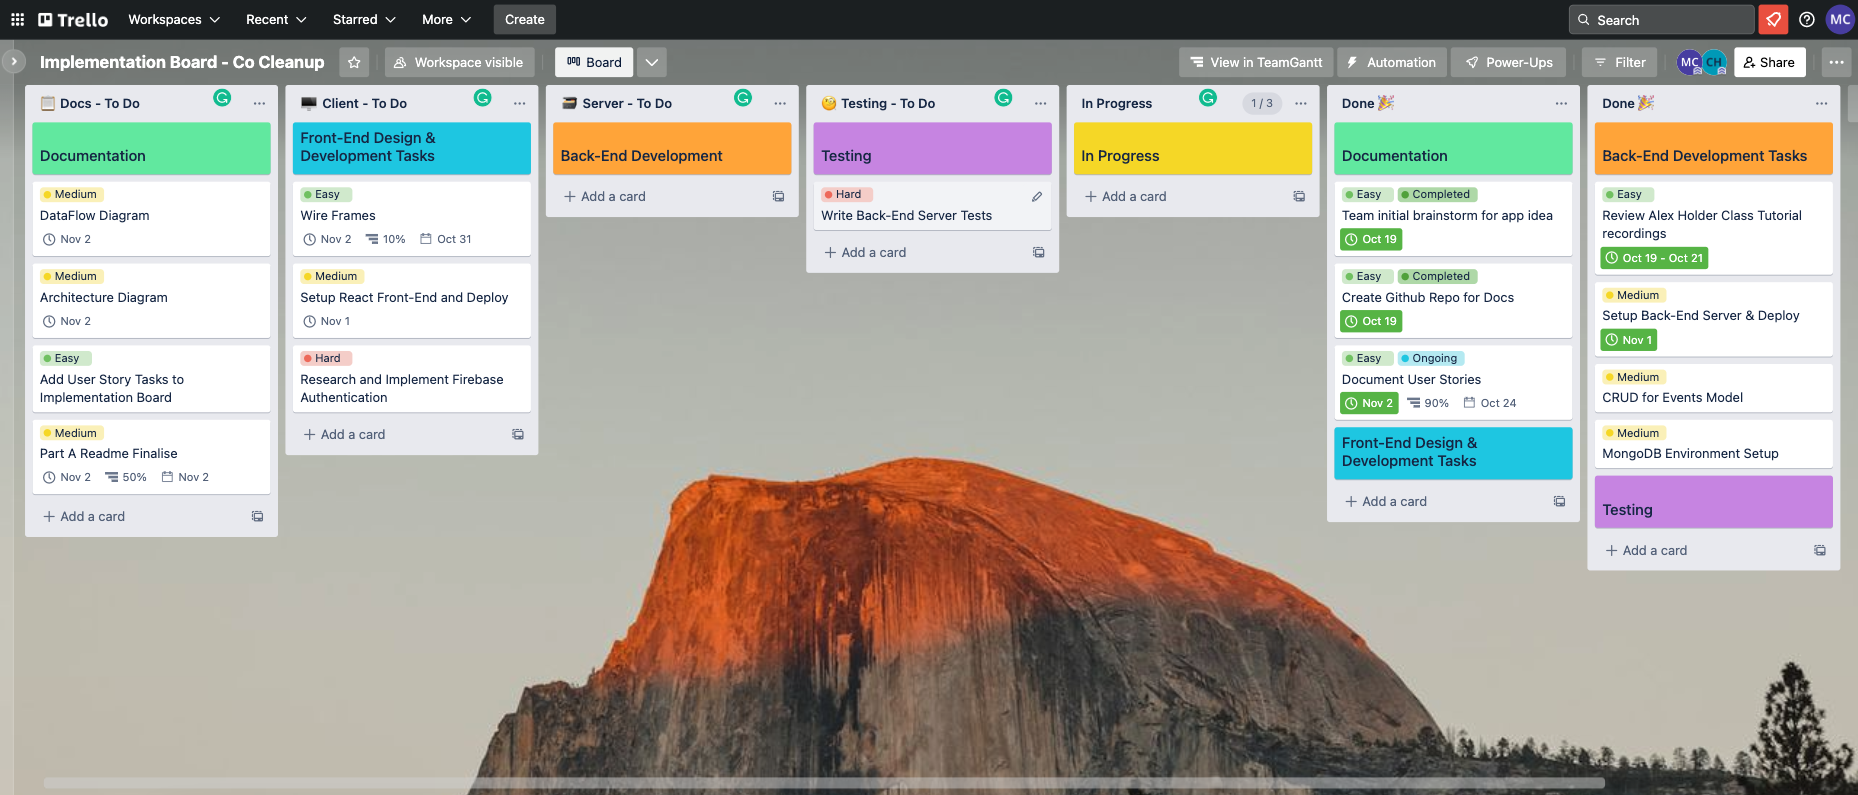 Trello
Workspaces
Recent
Starred
More
Create
Search
MC
Implementation Board - Co Cleanup
Workspace visible
Board
View in TeamGantt
Automation
Power-Ups
Filter
MC
CH
Share
Docs - To Do
Documentation
Medium
DataFlow Diagram
Nov 2
Medium
Architecture Diagram
Nov 2
Easy
Add User Story Tasks to
Implementation Board
Medium
Part A Readme Finalise
Nov 2 50% Nov 2
Add a card
Client - To Do
Front-End Design &
Development Tasks
Easy
Wire Frames
Nov 2 10% Oct 31
Medium
Setup React Front-End and Deploy
Nov 1
Hard
Research and Implement Firebase
Authentication
Add a card
Server - To Do
Back-End Development
Add a card
Testing - To Do
Testing
Hard
Write Back-End Server Tests
Add a card
In Progress
1 / 3
In Progress
Add a card
Done
Documentation
Easy Completed
Team initial brainstorm for app idea
Oct 19
Easy Completed
Create Github Repo for Docs
Oct 19
Easy Ongoing
Document User Stories
Nov 2 90% Oct 24
Front-End Design &
Development Tasks
Add a card
Done
Back-End Development Tasks
Easy
Review Alex Holder Class Tutorial
recordings
Oct 19 - Oct 21
Medium
Setup Back-End Server & Deploy
Nov 1
Medium
CRUD for Events Model
Medium
MongoDB Environment Setup
Testing
Add a card